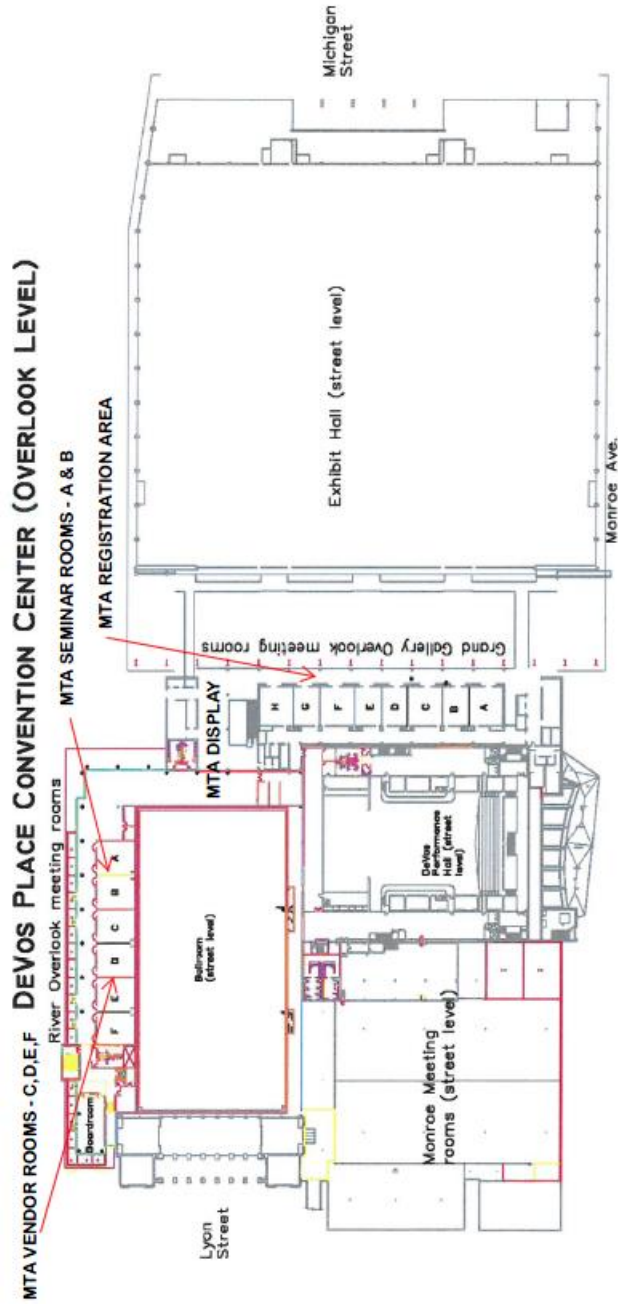 DEVOS PLACE CONVENTION CENTER (OVERLOOK LEVEL)
MTA VENDOR ROOMS - C,D,E,F
MTA SEMINAR ROOMS - A & B
MTA REGISTRATION AREA
River Overlook meeting rooms
Boardroom
F
E
D
C
B
A
MTA DISPLAY
Lyon
Street
Ballroom
(street level)
H
G
F
E
D
C
B
A
Grand Gallery Overlook meeting rooms
Exhibit Hall (street level)
Michigan
Street
DeVos
Performance
Hall (street
level)
Monroe Meeting
rooms (street level)
Monroe Ave.